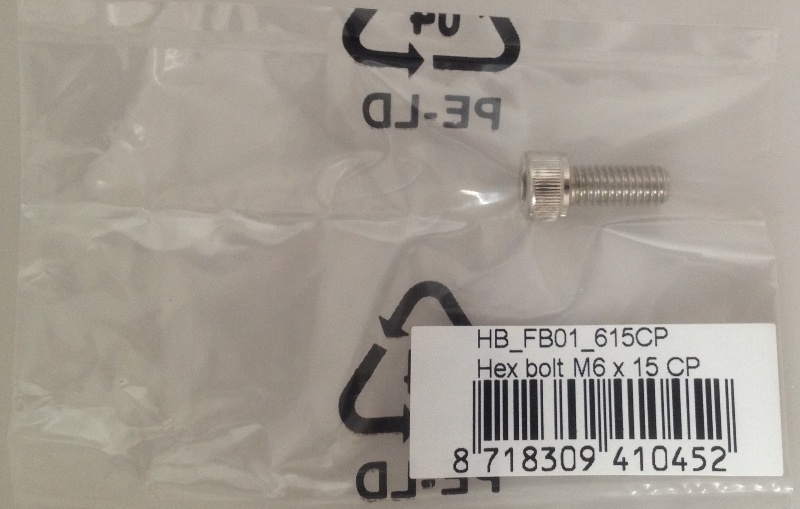 04
PE-LD
HB_FB01_615CP
Hex bolt M6 x 15 CP
8 718309 410452
PE-LD